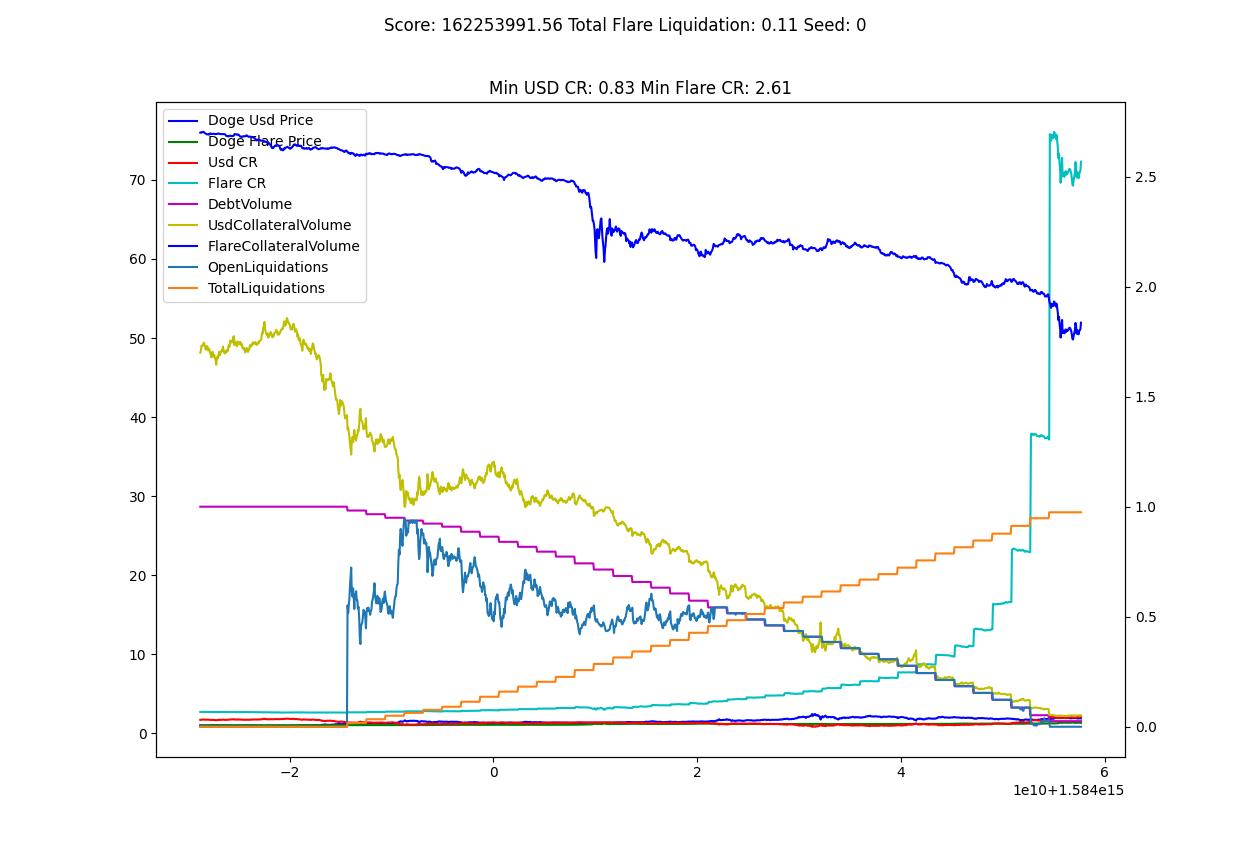 Score: 162253991.56 Total Flare Liquidation: 0.11 Seed: 0
Min USD CR: 0.83 Min Flare CR: 2.61
Doge Usd Price
Doge Flare Price
Usd CR
Flare CR
DebtVolume
UsdCollateralVolume
FlareCollateralVolume
OpenLiquidations
TotalLiquidations
70
60
50
40
30
20
10
0
2.5
2.0
1.5
1.0
0.5
0.0
−2
0
2
4
6
1e10+1.584e15